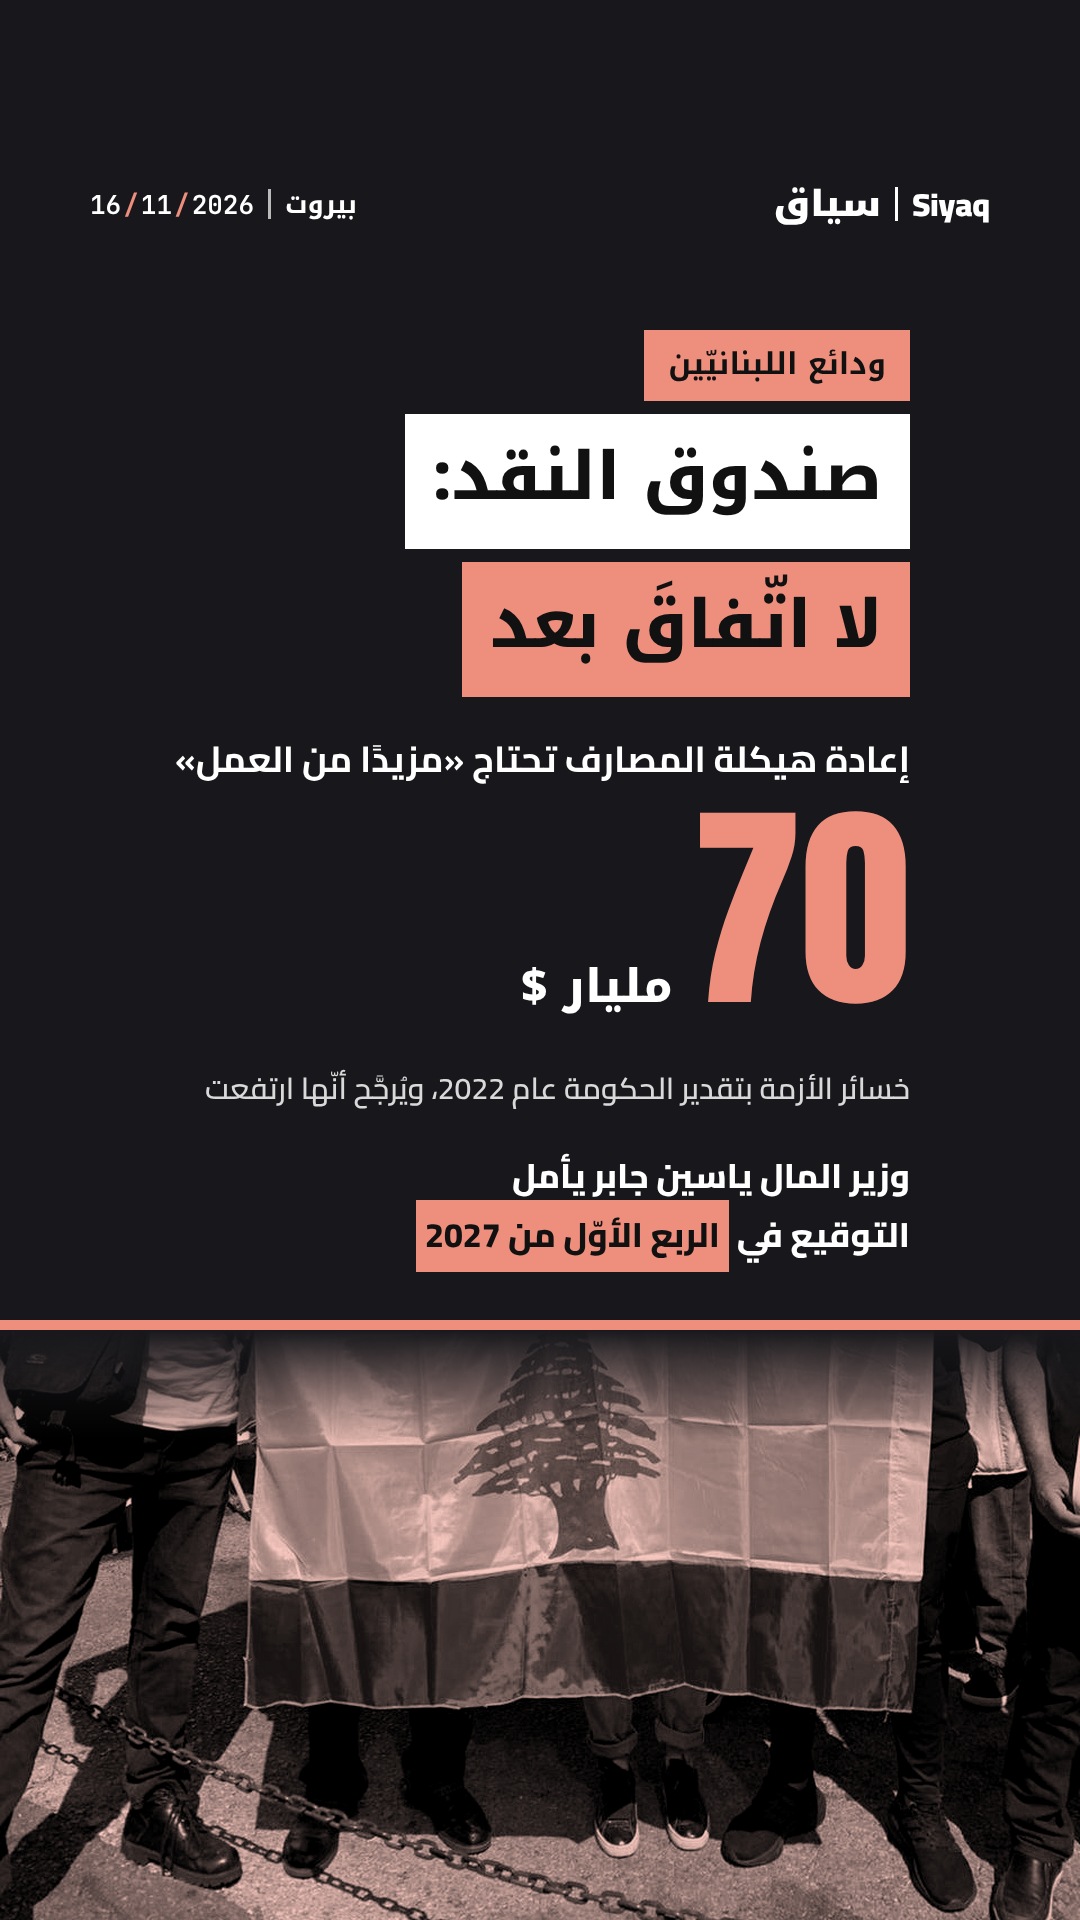 Siyaq | سياق
بيروت | 16/11/2026
ودائع اللبنانيّين
صندوق النقد:
لا اتّفاقَ بعد
إعادة هيكلة المصارف تحتاج «مزيدًا من العمل»
70 مليار $
خسائر الأزمة بتقدير الحكومة عام 2022، ويُرجَّح أنّها ارتفعت
وزير المال ياسين جابر يأمل
التوقيع في الربع الأوّل من 2027